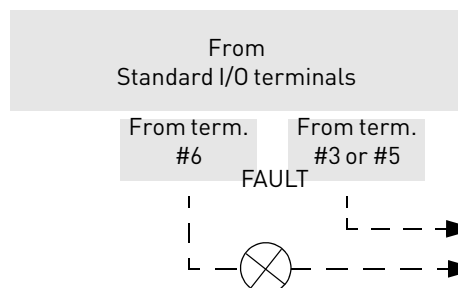 From
Standard I/O terminals
From term.
#6
From term.
#3 or #5
FAULT